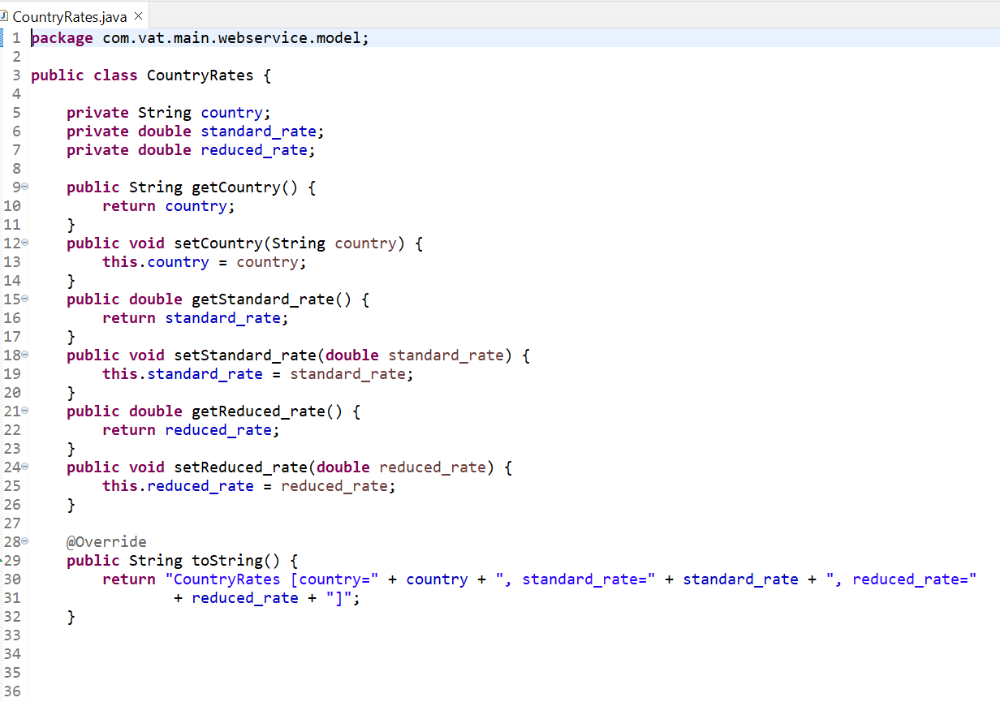 CountryRates.java ×
1 package com.vat.main.webservice.model;
2
3 public class CountryRates {
4
5     private String country;
6     private double standard_rate;
7     private double reduced_rate;
8
9     public String getCountry() {
10         return country;
11     }
12     public void setCountry(String country) {
13         this.country = country;
14     }
15     public double getStandard_rate() {
16         return standard_rate;
17     }
18     public void setStandard_rate(double standard_rate) {
19         this.standard_rate = standard_rate;
20     }
21     public double getReduced_rate() {
22         return reduced_rate;
23     }
24     public void setReduced_rate(double reduced_rate) {
25         this.reduced_rate = reduced_rate;
26     }
27
28     @Override
29     public String toString() {
30         return "CountryRates [country=" + country + ", standard_rate=" + standard_rate + ", reduced_rate="
31                 + reduced_rate + "]";
32     }
33
34
35
36